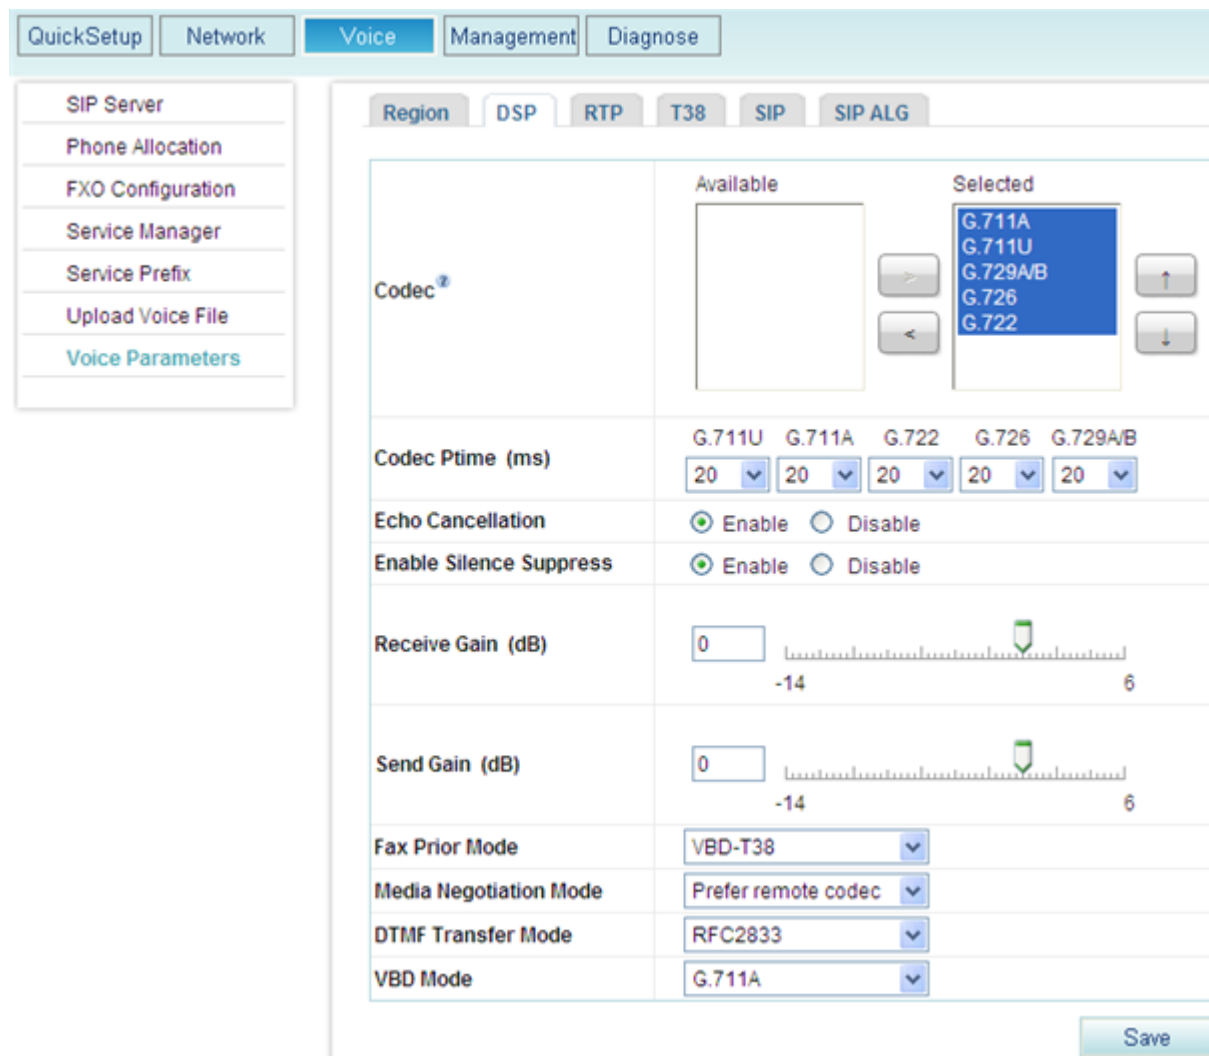 QuickSetup Network Voice Management Diagnose
SIP Server
Phone Allocation
FXO Configuration
Service Manager
Service Prefix
Upload Voice File
Voice Parameters
Region DSP RTP T38 SIP SIP ALG
Available Selected
Codec ?
> <
G.711A
G.711U
G.729A/B
G.726
G.722
↑ ↓
Codec Ptime (ms)
G.711U G.711A G.722 G.726 G.729A/B
20 20 20 20 20
Echo Cancellation Enable Disable
Enable Silence Suppress Enable Disable
Receive Gain (dB) 0
-14 6
Send Gain (dB) 0
-14 6
Fax Prior Mode VBD-T38
Media Negotiation Mode Prefer remote codec
DTMF Transfer Mode RFC2833
VBD Mode G.711A
Save